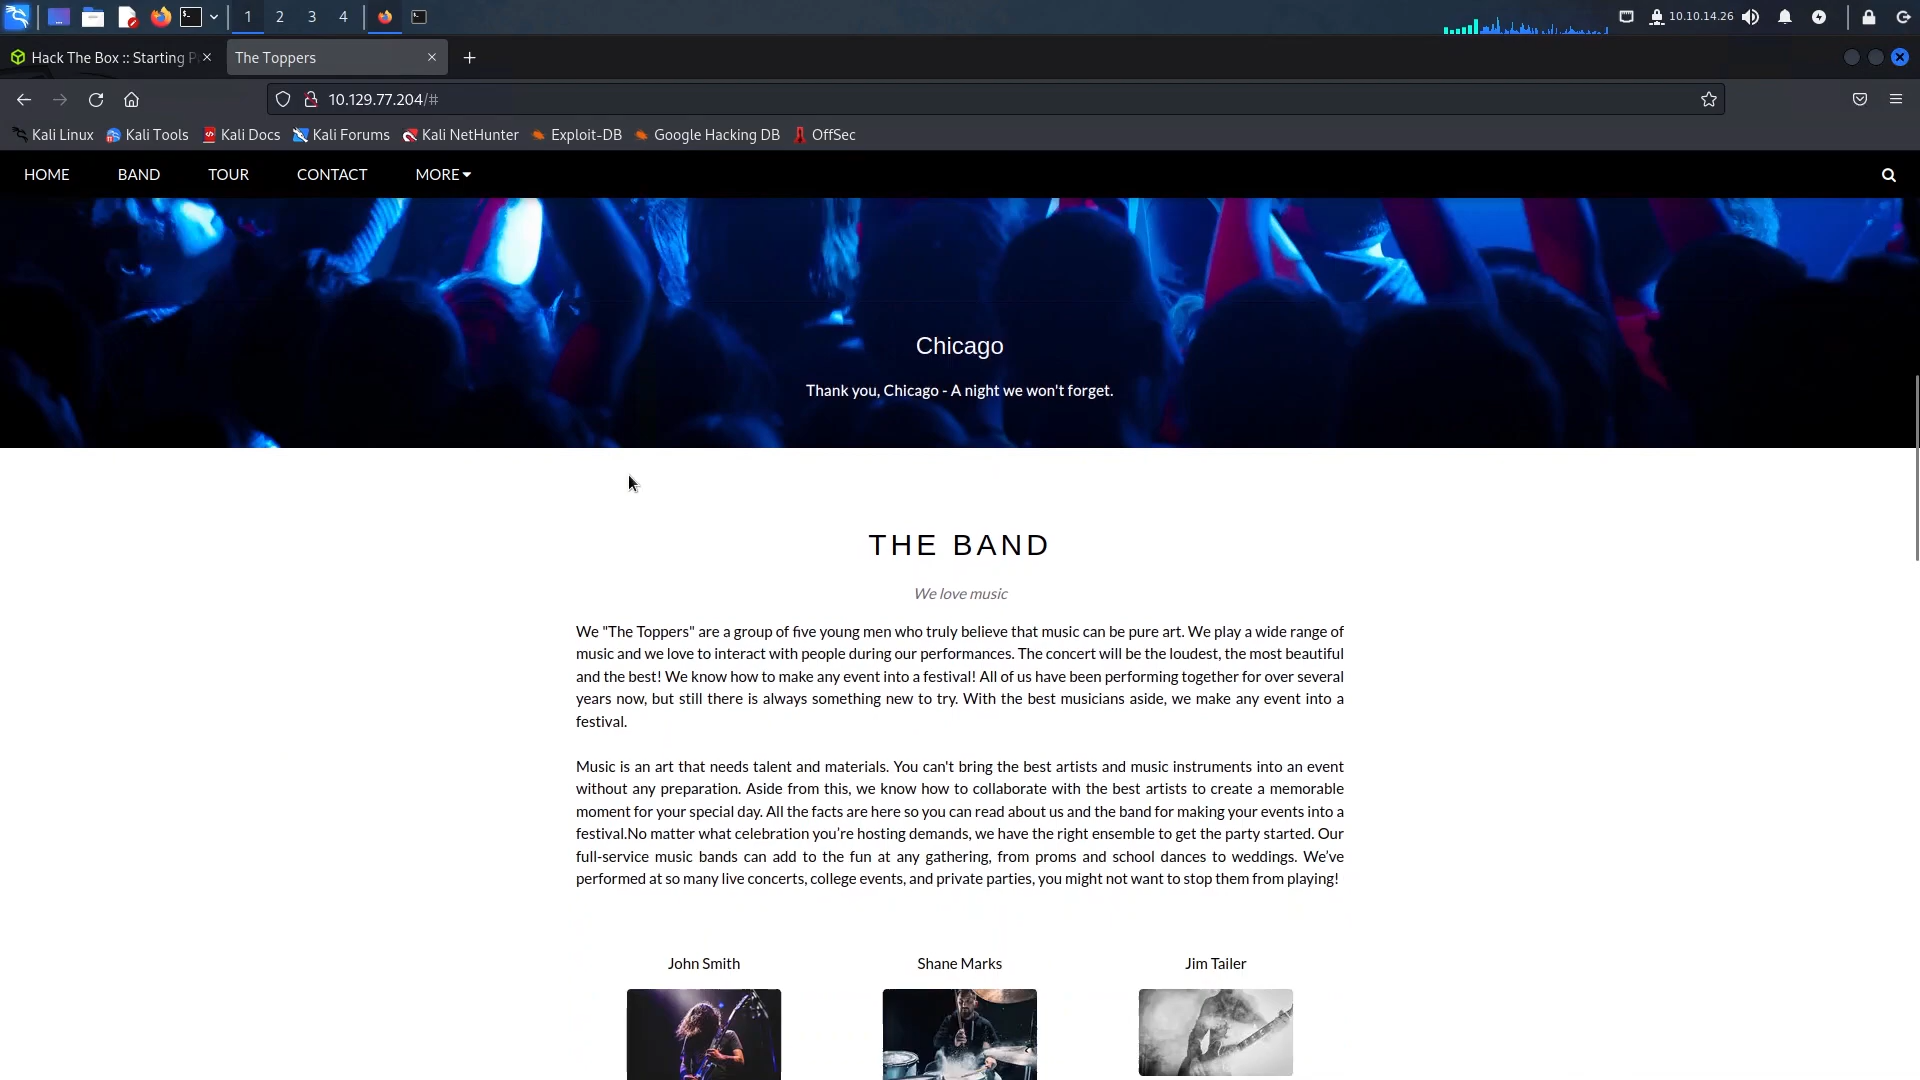 1 2 3 4 10.10.14.26
Hack The Box :: Starting P
The Toppers
10.129.77.204/#
Kali Linux Kali Tools Kali Docs Kali Forums Kali NetHunter Exploit-DB Google Hacking DB OffSec
HOME BAND TOUR CONTACT MORE
Chicago
Thank you, Chicago - A night we won't forget.
THE BAND
We love music
We "The Toppers" are a group of five young men who truly believe that music can be pure art. We play a wide range of
music and we love to interact with people during our performances. The concert will be the loudest, the most beautiful
and the best! We know how to make any event into a festival! All of us have been performing together for over several
years now, but still there is always something new to try. With the best musicians aside, we make any event into a
festival.
Music is an art that needs talent and materials. You can't bring the best artists and music instruments into an event
without any preparation. Aside from this, we know how to collaborate with the best artists to create a memorable
moment for your special day. All the facts are here so you can read about us and the band for making your events into a
festival.No matter what celebration you’re hosting demands, we have the right ensemble to get the party started. Our
full-service music bands can add to the fun at any gathering, from proms and school dances to weddings. We’ve
performed at so many live concerts, college events, and private parties, you might not want to stop them from playing!
John Smith Shane Marks Jim Tailer